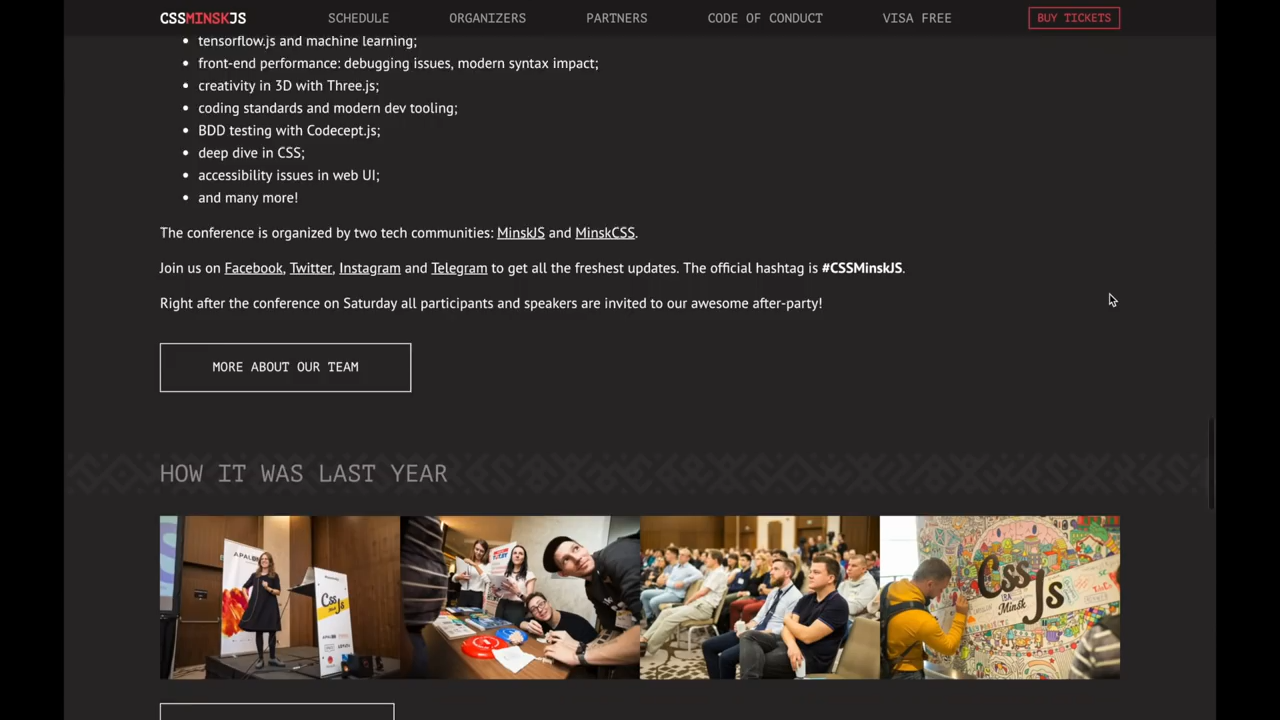 CSSMINSKJS SCHEDULE ORGANIZERS PARTNERS CODE OF CONDUCT VISA FREE BUY TICKETS
tensorflow.js and machine learning;
front-end performance: debugging issues, modern syntax impact;
creativity in 3D with Three.js;
coding standards and modern dev tooling;
BDD testing with Codecept.js;
deep dive in CSS;
accessibility issues in web UI;
and many more!
The conference is organized by two tech communities: MinskJS and MinskCSS.
Join us on Facebook, Twitter, Instagram and Telegram to get all the freshest updates. The official hashtag is #CSSMinskJS.
Right after the conference on Saturday all participants and speakers are invited to our awesome after-party!
MORE ABOUT OUR TEAM
HOW IT WAS LAST YEAR
Css
Js
Css
Minsk
Js